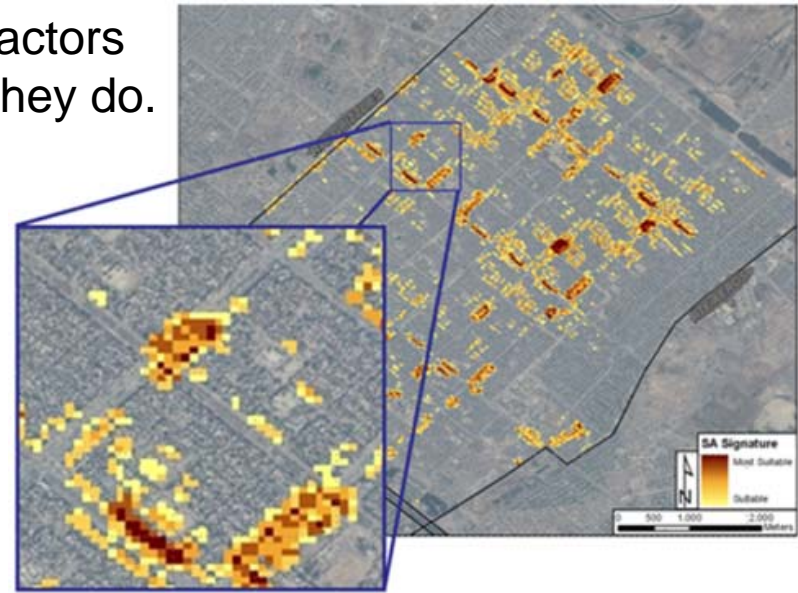 actors
hey do.
SA Signature
Most Suitable
Suitable
N
0 500 1,000 2,000
Meters